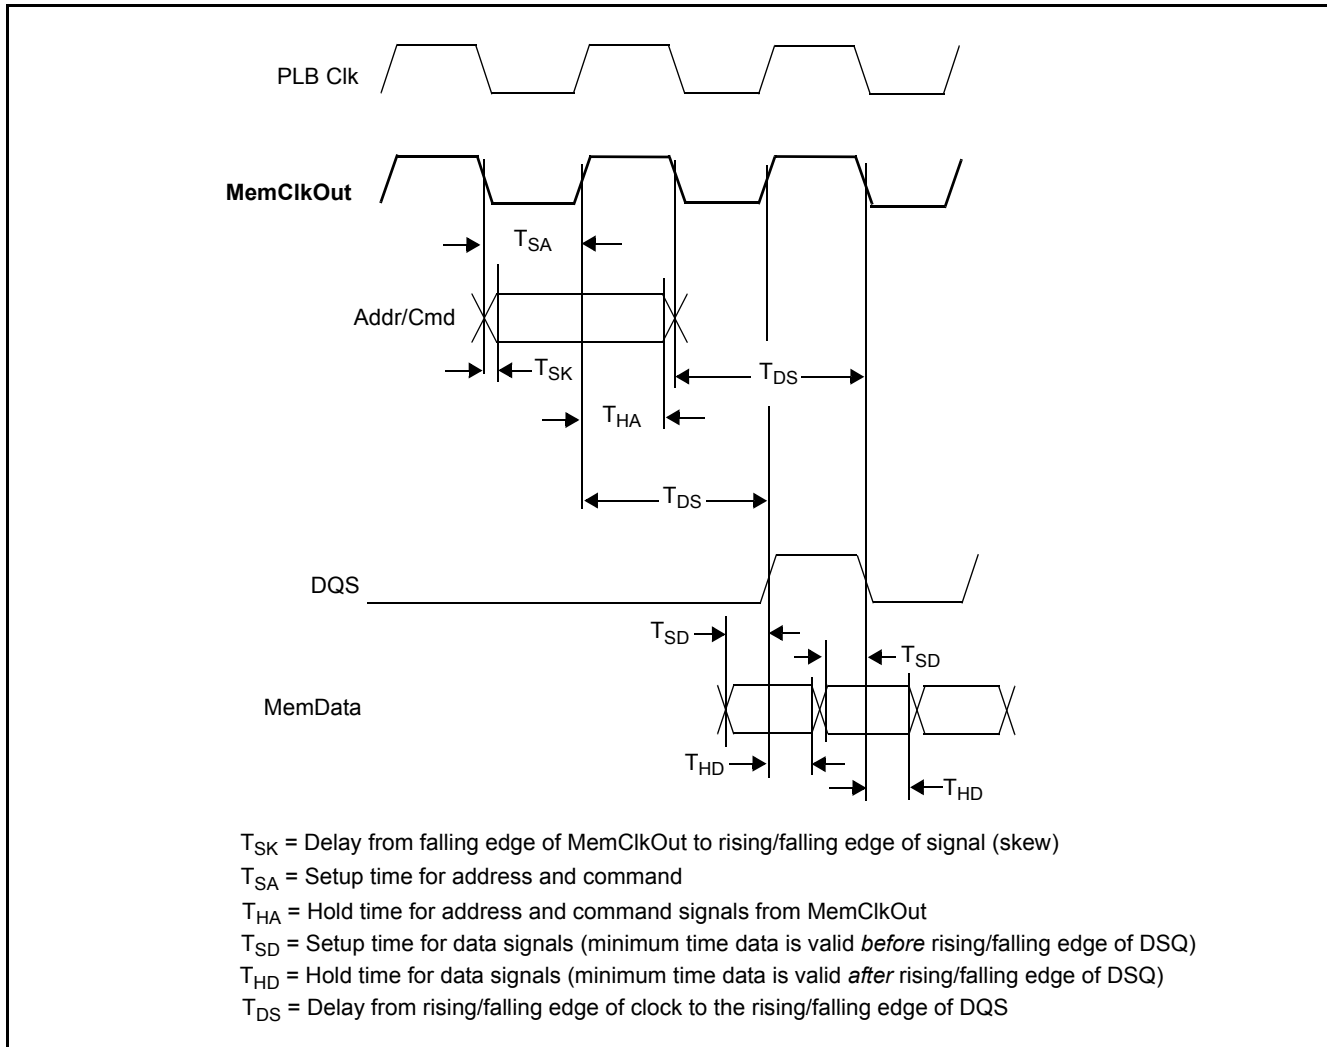 PLB Clk
MemClkOut
TSA
Addr/Cmd
TSK
TDS
THA
TDS
DQS
TSD
TSD
MemData
THD
THD
TSK = Delay from falling edge of MemClkOut to rising/falling edge of signal (skew)
TSA = Setup time for address and command
THA = Hold time for address and command signals from MemClkOut
TSD = Setup time for data signals (minimum time data is valid before rising/falling edge of DSQ)
THD = Hold time for data signals (minimum time data is valid after rising/falling edge of DSQ)
TDS = Delay from rising/falling edge of clock to the rising/falling edge of DQS